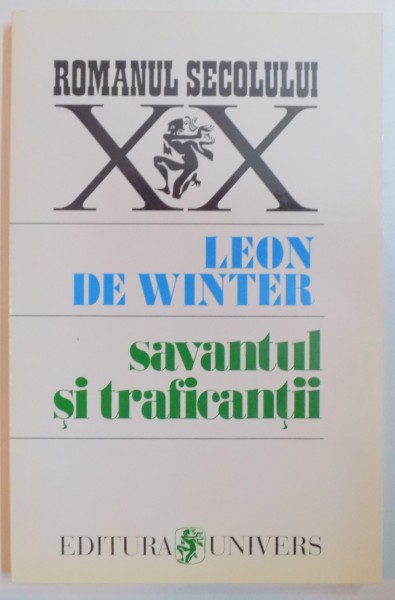 ROMANUL SECOLULUI
XX
LEON
DE WINTER
savantul
și traficanții
EDITURA UNIVERS